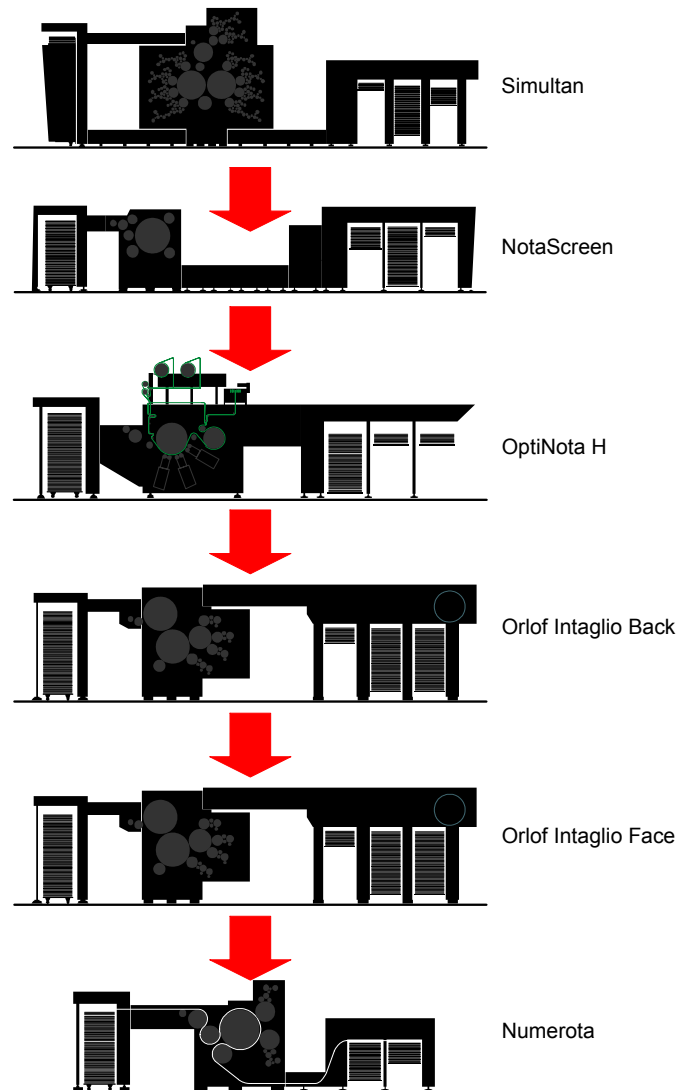 Simultan
NotaScreen
OptiNota H
Orlof Intaglio Back
Orlof Intaglio Face
Numerota